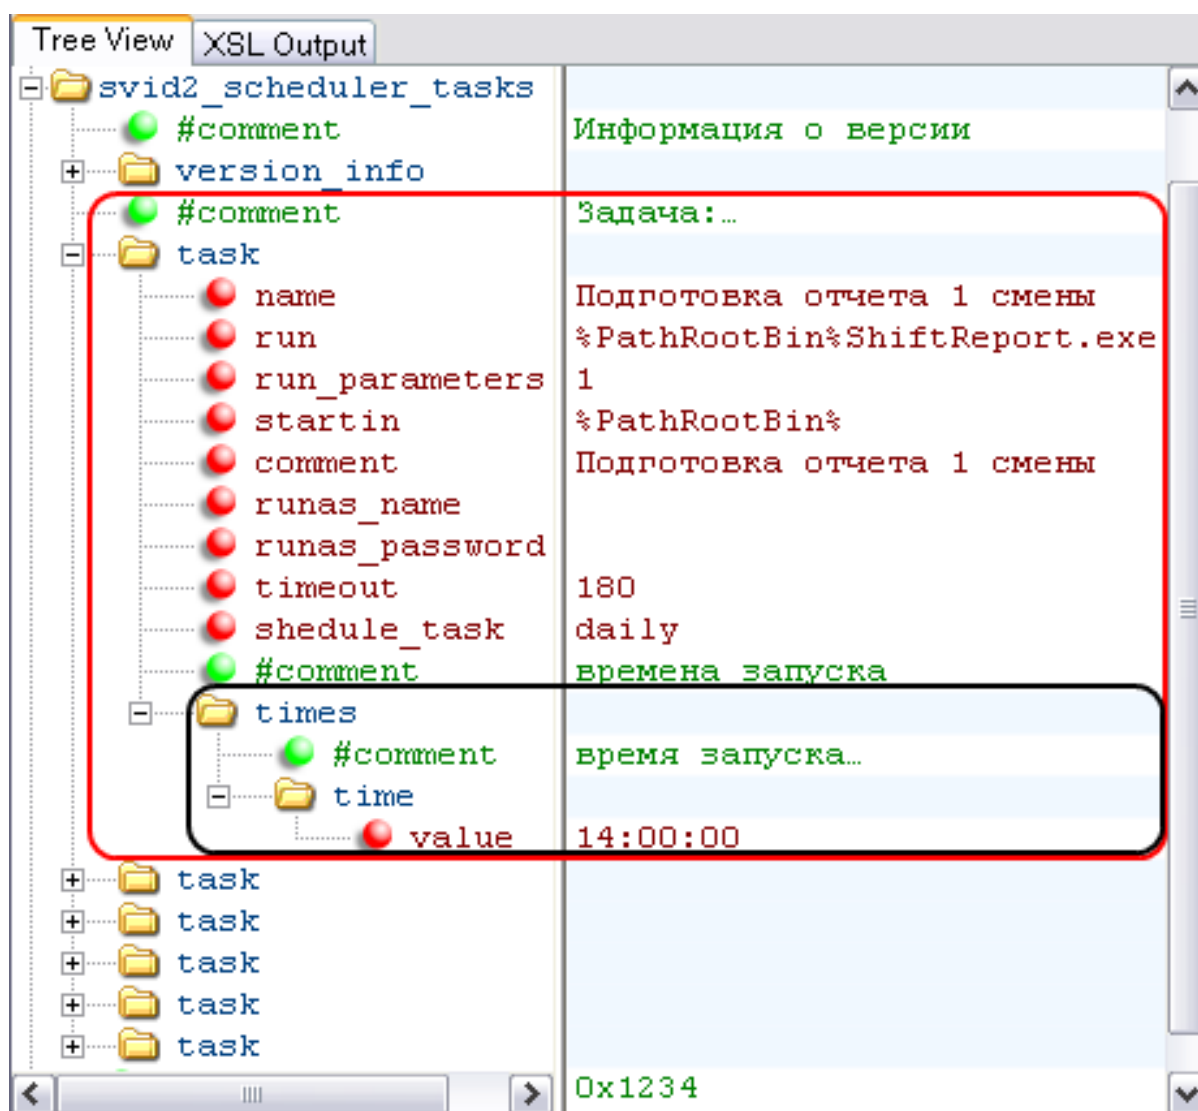 Tree View XSL Output
svid2_scheduler_tasks
#comment Информация о версии
version_info
#comment Задача:…
task
name Подготовка отчета 1 смены
run %PathRootBin%ShiftReport.exe
run_parameters 1
startin %PathRootBin%
comment Подготовка отчета 1 смены
runas_name
runas_password
timeout 180
shedule_task daily
#comment времена запуска
times
#comment время запуска…
time
value 14:00:00
task
task
task
task
task
0x1234